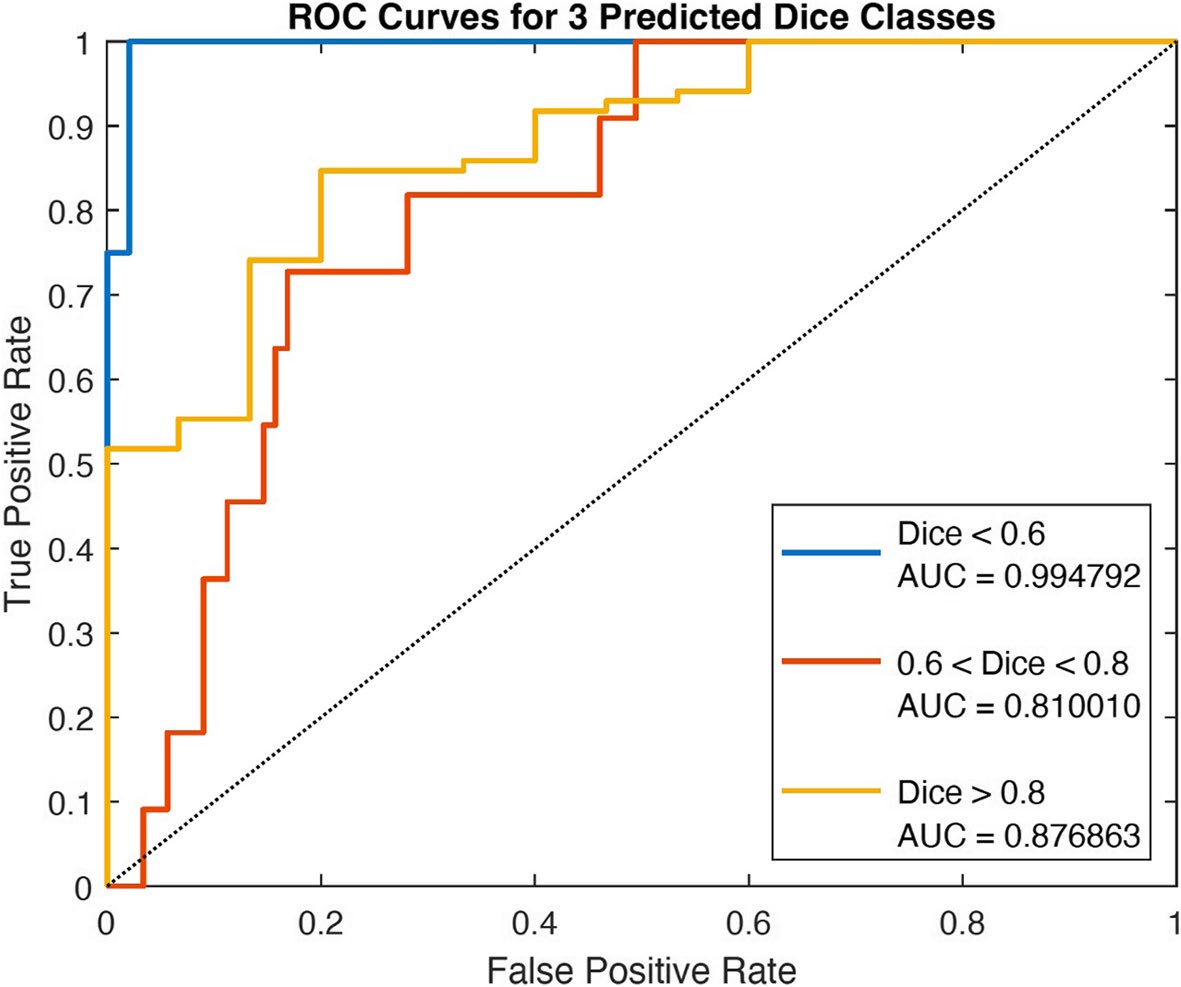 ROC Curves for 3 Predicted Dice Classes
1
0.9
0.8
0.7
0.6
0.5
0.4
0.3
0.2
0.1
0
True Positive Rate
Dice < 0.6
AUC = 0.994792
0.6 < Dice < 0.8
AUC = 0.810010
Dice > 0.8
AUC = 0.876863
0 0.2 0.4 0.6 0.8 1
False Positive Rate